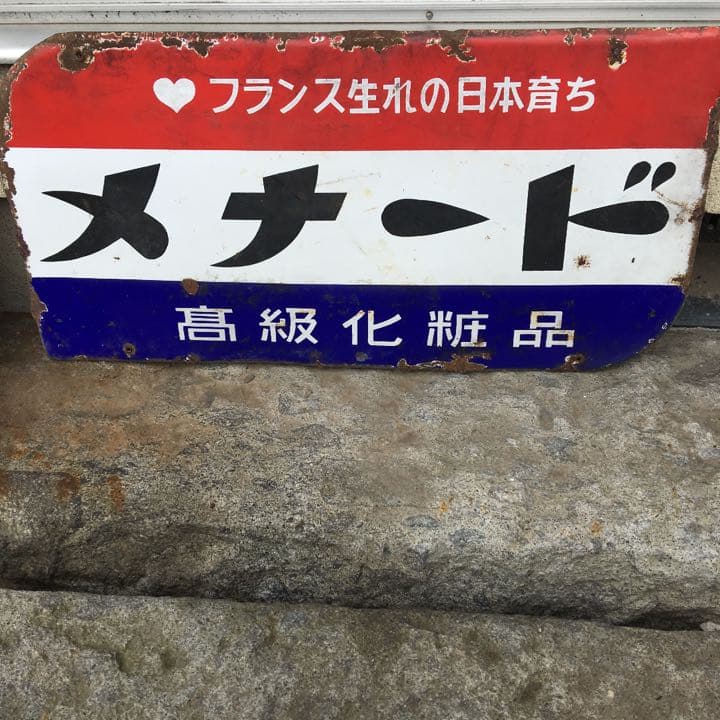 ♥フランス生れの日本育ち
メナード
髙級化粧品